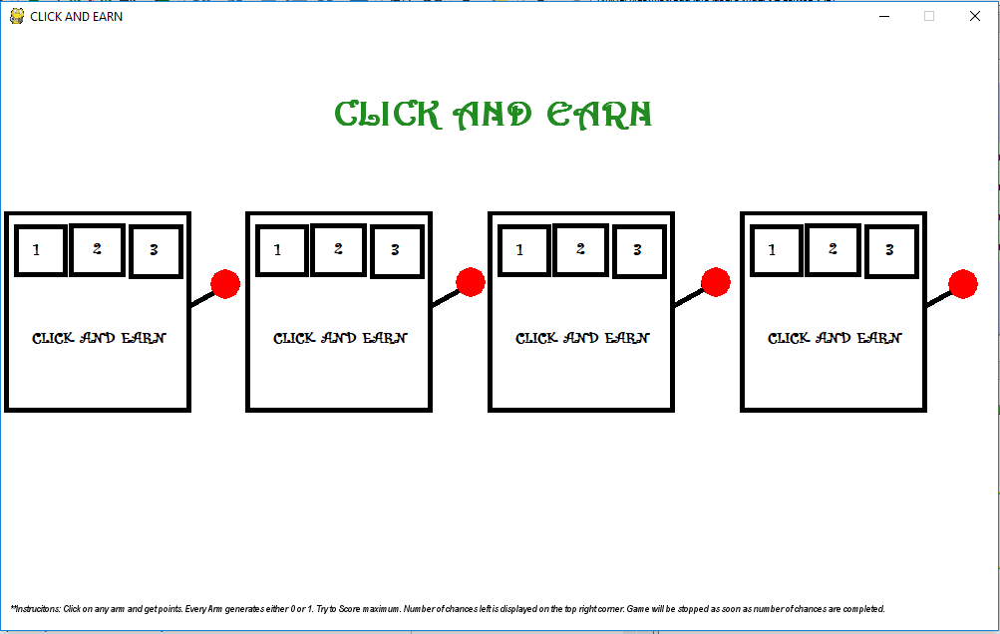 CLICK AND EARN
CLICK AND EARN
1 2 3 1 2 3 1 2 3 1 2 3
CLICK AND EARN CLICK AND EARN CLICK AND EARN CLICK AND EARN
**Instrucitons: Click on any arm and get points. Every Arm generates either 0 or 1. Try to Score maximum. Number of chances left is displayed on the top right corner. Game will be stopped as soon as number of chances are completed.